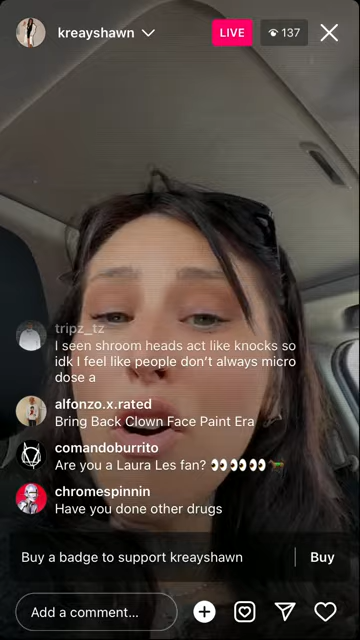 kreayshawn
LIVE
137
tripz_tz
I seen shroom heads act like knocks so
idk I feel like people don't always micro
dose a
alfonzo.x.rated
Bring Back Clown Face Paint Era
comandoburrito
Are you a Laura Les fan? 👀👀👀👀🐎
chromespinnin
Have you done other drugs
Buy a badge to support kreayshawn
Buy
Add a comment...